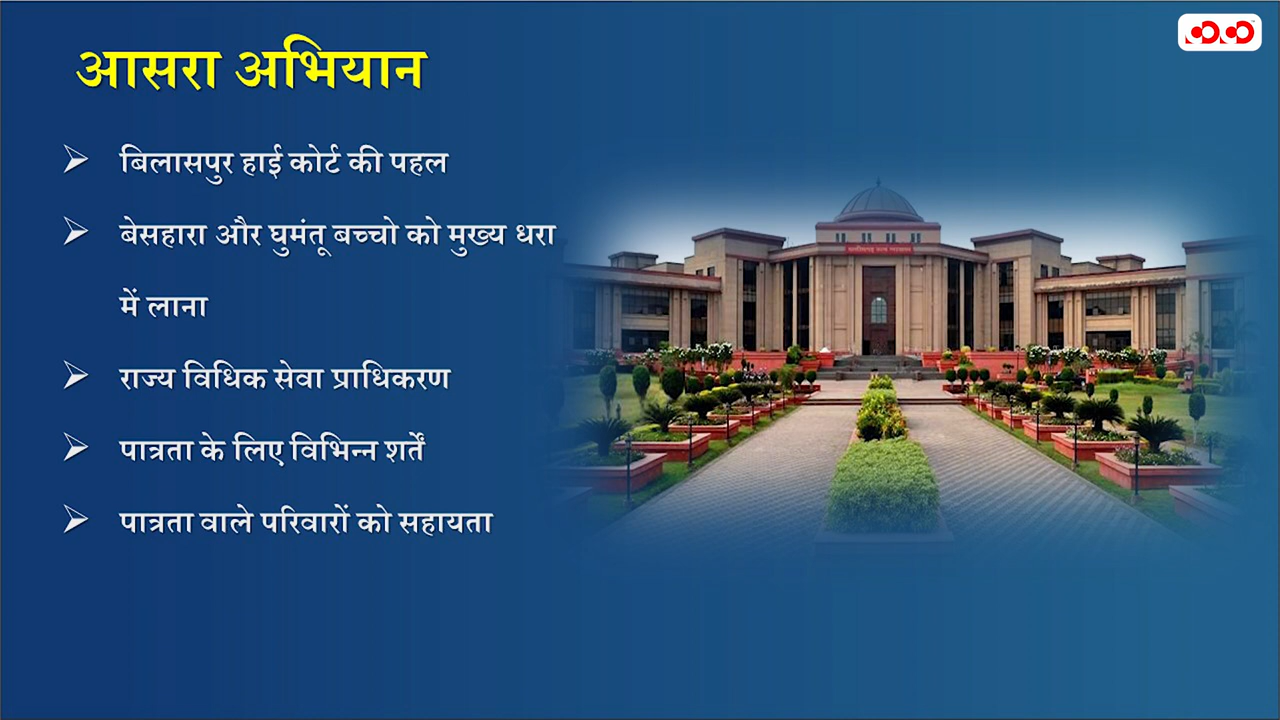 आसरा अभियान
बिलासपुर हाई कोर्ट की पहल
बेसहारा और घुमंतू बच्चो को मुख्य धरा
में लाना
राज्य विधिक सेवा प्राधिकरण
पात्रता के लिए विभिन्न शर्तें
पात्रता वाले परिवारों को सहायता